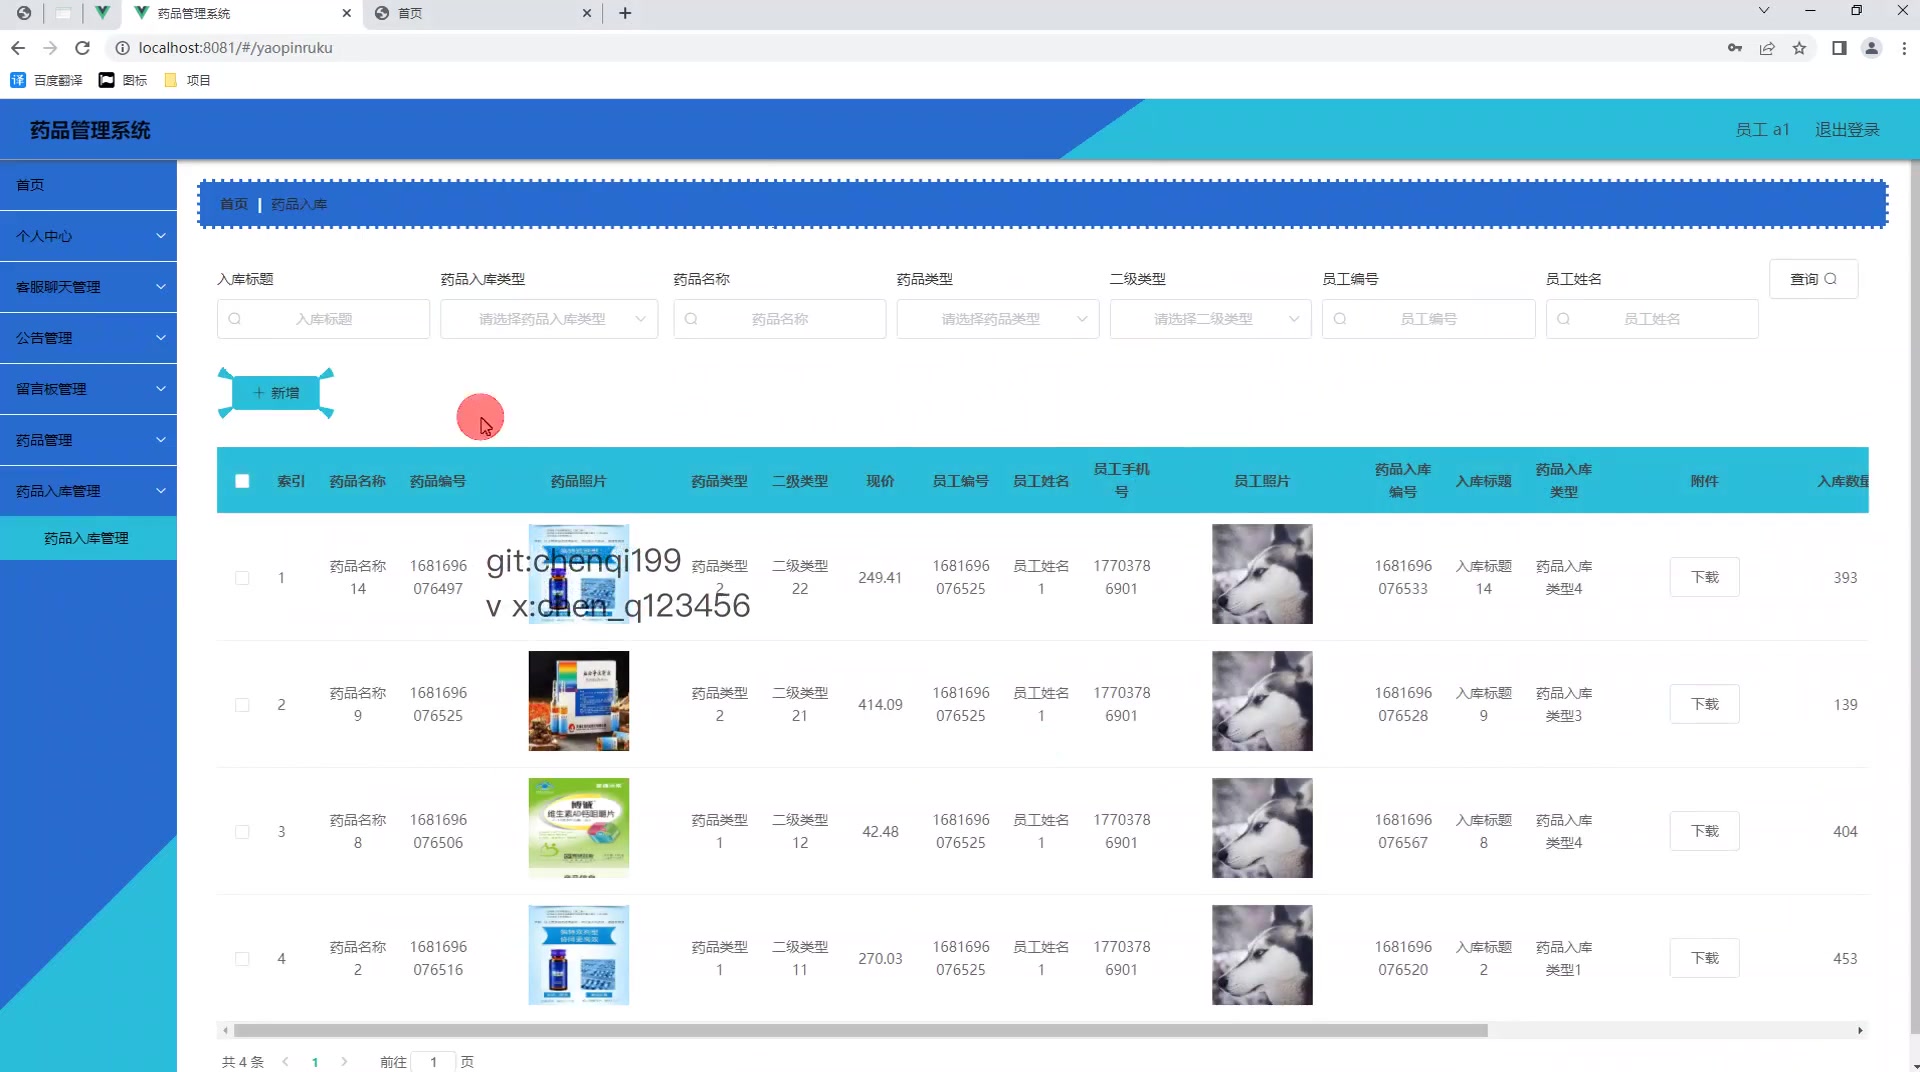 药品管理系统
首页
localhost:8081/#/yaopinruku
百度翻译
图标
项目
药品管理系统
员工 a1
退出登录
首页
个人中心
客服聊天管理
公告管理
留言板管理
药品管理
药品入库管理
药品入库管理
首页 | 药品入库
入库标题 药品入库类型 药品名称 药品类型 二级类型 员工编号 员工姓名 查询
入库标题 请选择药品入库类型 药品名称 请选择药品类型 请选择二级类型 员工编号 员工姓名
+ 新增
索引 药品名称 药品编号 药品照片 药品类型 二级类型 现价 员工编号 员工姓名 员工手机号 员工照片 药品入库编号 入库标题 药品入库类型 附件 入库数量
1 药品名称14 1681696076497 药品类型2 二级类型22 249.41 1681696076525 员工姓名1 17703786901 1681696076533 入库标题14 药品入库类型4 下载 393
git:chenqi199
v x:chen_q123456
2 药品名称9 1681696076525 药品类型2 二级类型21 414.09 1681696076525 员工姓名1 17703786901 1681696076528 入库标题9 药品入库类型3 下载 139
3 药品名称8 1681696076506 药品类型1 二级类型12 42.48 1681696076525 员工姓名1 17703786901 1681696076567 入库标题8 药品入库类型4 下载 404
博诚
维生素AD钙咀嚼片
4 药品名称2 1681696076516 药品类型1 二级类型11 270.03 1681696076525 员工姓名1 17703786901 1681696076520 入库标题2 药品入库类型1 下载 453
共 4 条 1 前往 1 页